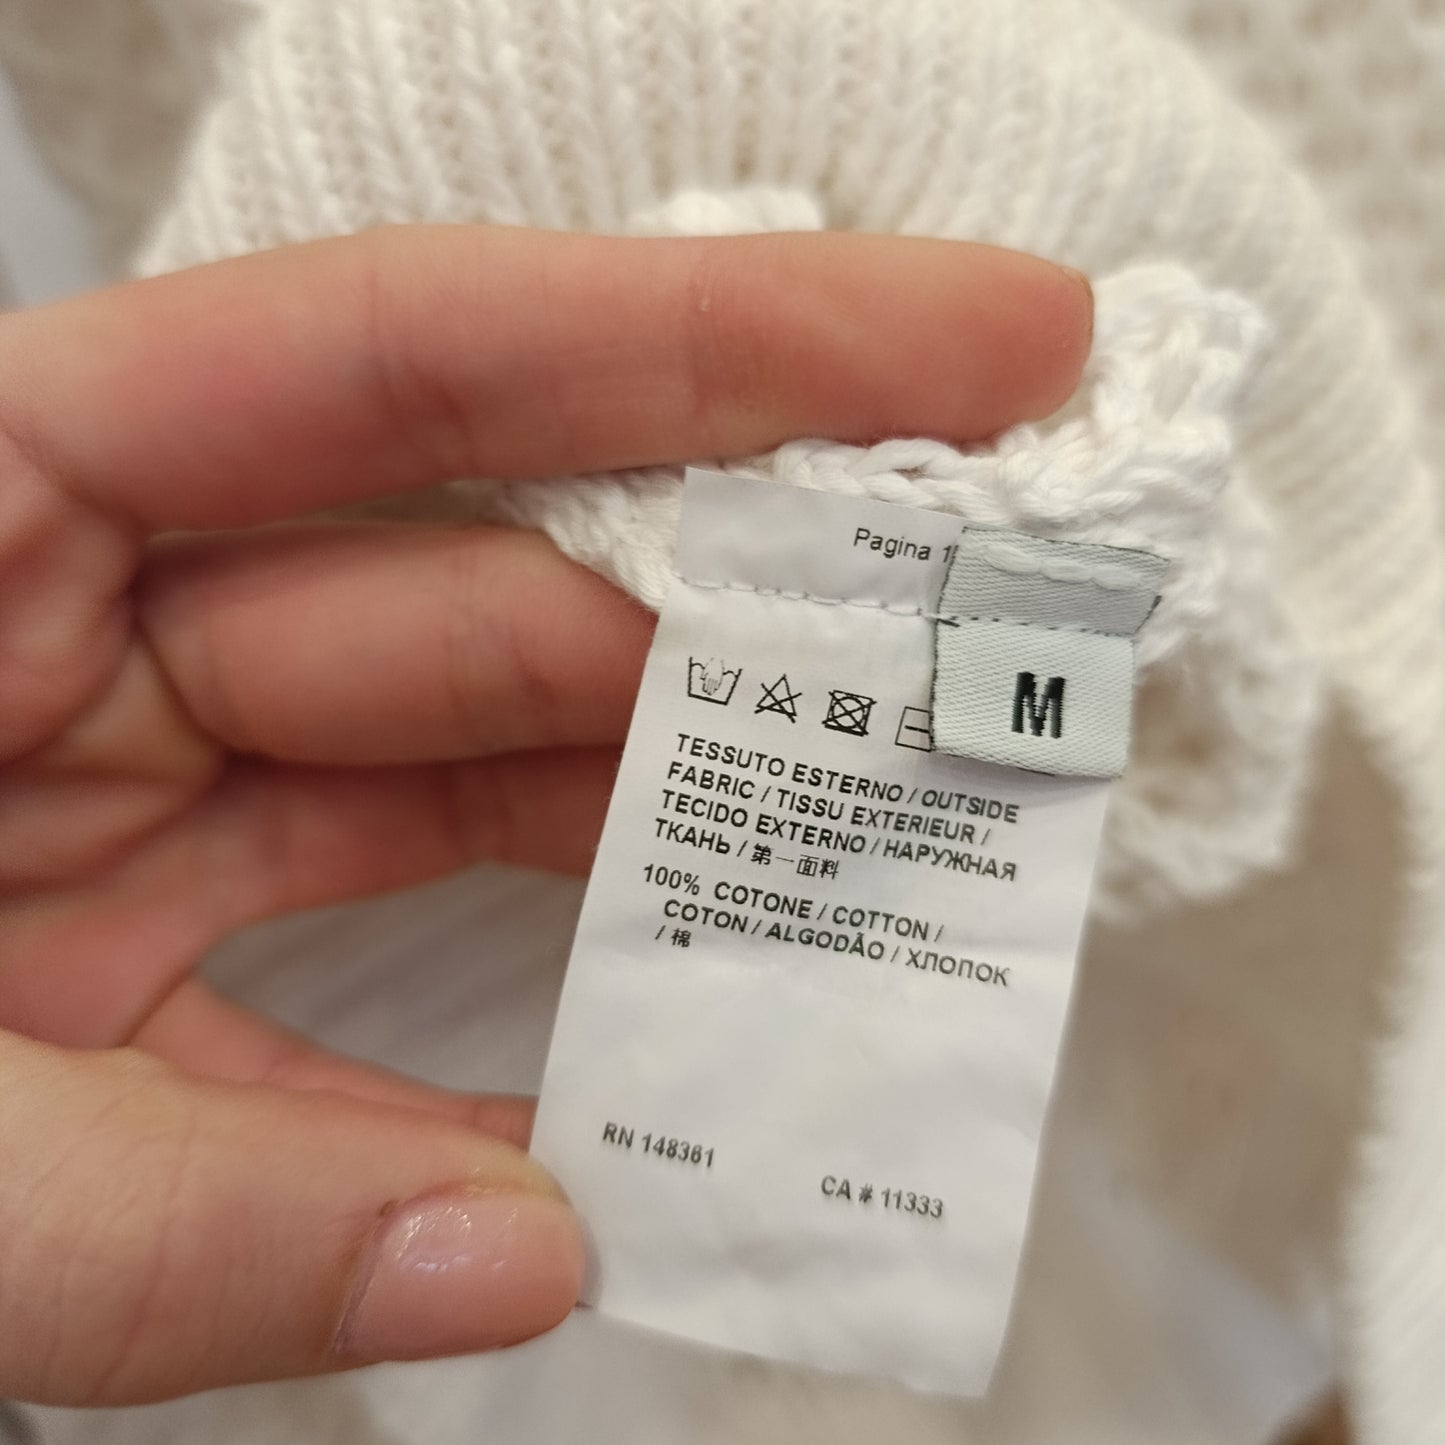 Pagina 1
M
TESSUTO ESTERNO / OUTSIDE
FABRIC / TISSU EXTERIEUR /
TECIDO EXTERNO / НАРУЖНАЯ
ТКАНЬ / 第一面料
100% COTONE / COTTON /
COTON / ALGODÃO / ХЛОПОК
/ 棉
RN 148361
CA # 11333